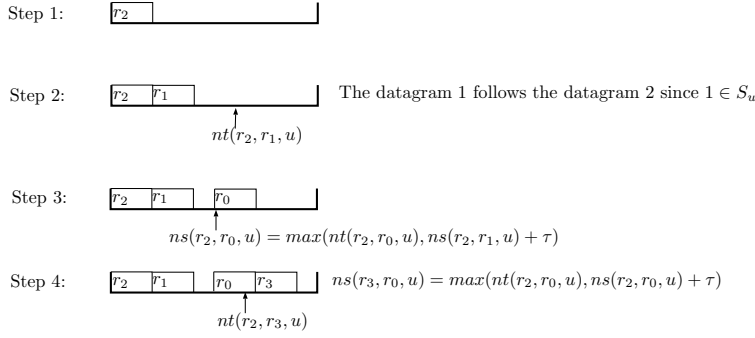 Step 1:
r₂
Step 2:
r₂ r₁
The datagram 1 follows the datagram 2 since 1 ∈ Sᵤ
nt(r₂, r₁, u)
Step 3:
r₂ r₁ r₀
ns(r₂, r₀, u) = max(nt(r₂, r₀, u), ns(r₂, r₁, u) + τ)
Step 4:
r₂ r₁ r₀ r₃
ns(r₃, r₀, u) = max(nt(r₂, r₀, u), ns(r₂, r₀, u) + τ)
nt(r₂, r₃, u)